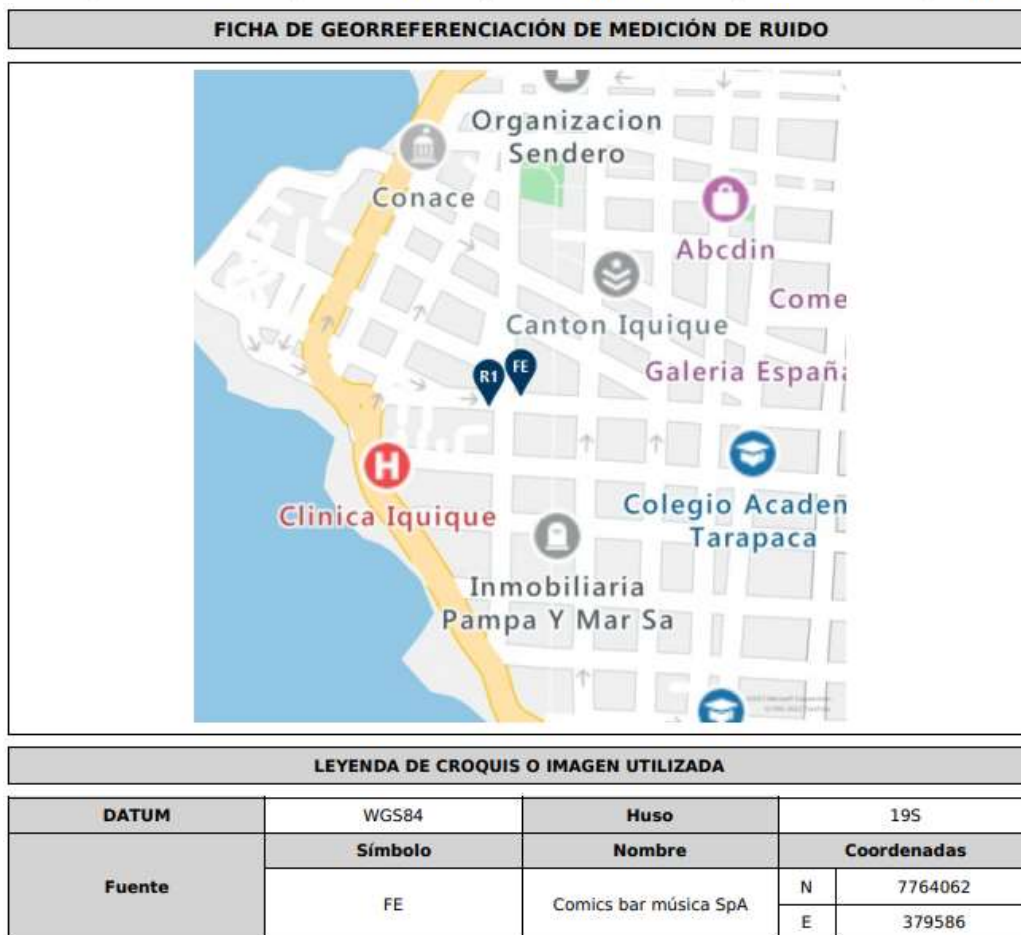 FICHA DE GEORREFERENCIACIÓN DE MEDICIÓN DE RUIDO
Organizacion
Sendero
Conace
Abcdin
Come
Canton Iquique
Galeria España
R1
FE
Clinica Iquique
Colegio Academ
Tarapaca
Inmobiliaria
Pampa Y Mar Sa
LEYENDA DE CROQUIS O IMAGEN UTILIZADA
DATUM WGS84 Huso 19S
Fuente Símbolo Nombre Coordenadas
FE Comics bar música SpA N 7764062
E 379586